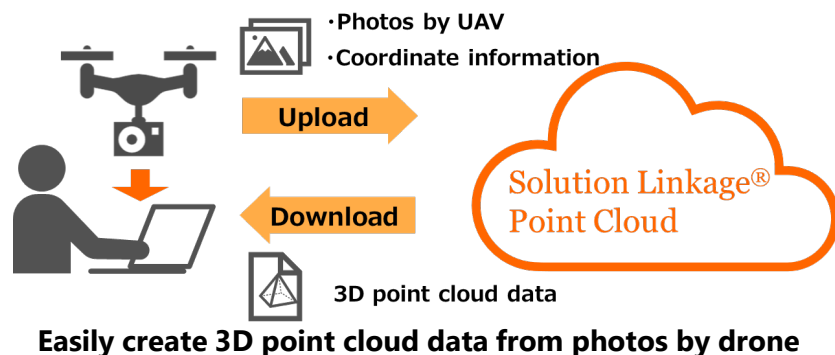 ·Photos by UAV
·Coordinate information
Upload
Solution Linkage®
Point Cloud
Download
3D point cloud data
Easily create 3D point cloud data from photos by drone